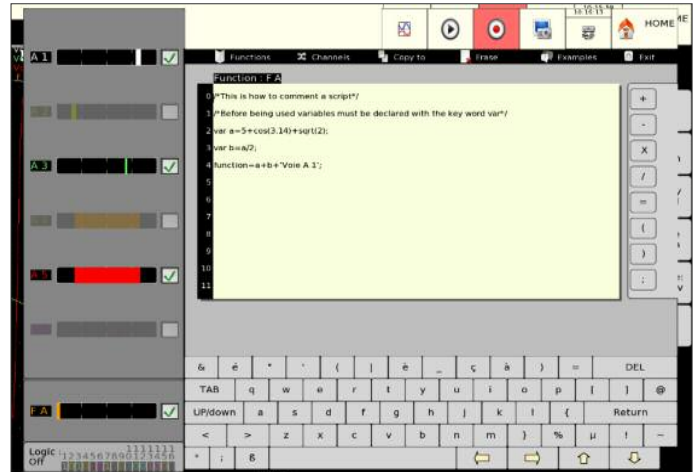 HOME
A 1
Functions
Channels
Copy to
Erase
Examples
Exit
Function : F A
0 /*This is how to comment a script*/
1 /*Before being used variables must be declared with the key word var*/
2 var a=5+cos(3.14)+sqrt(2);
3 var b=a/2;
4 function=a+b+"Voie A 1";
5
6
7
8
9
10
11
+
-
X
/
=
(
)
;
A 3
A 5
F A
& é " ' ( | è _ ç à ) = DEL
TAB q w e r t y u i o p [ ] @
UP/down a s d f g h j k l { Return
< > z x c v b n m } % µ ! ~
* ; 6
Logic :
Off
1111111
1234567890123456